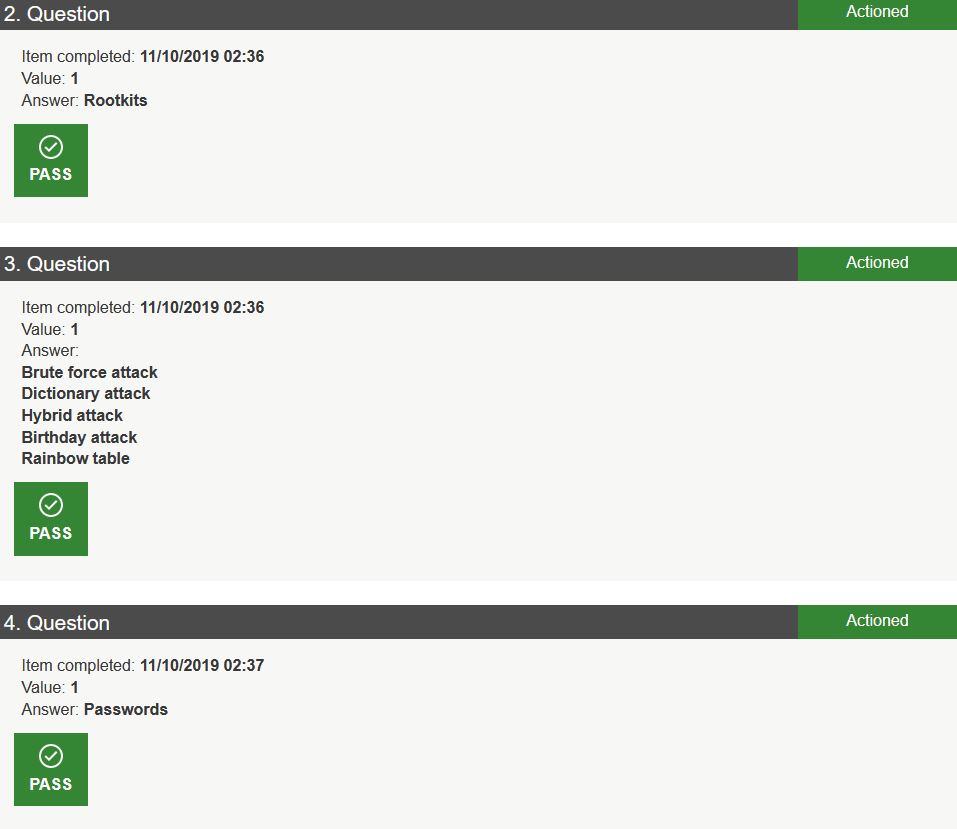 2. Question
Actioned
Item completed: 11/10/2019 02:36
Value: 1
Answer: Rootkits
PASS
3. Question
Actioned
Item completed: 11/10/2019 02:36
Value: 1
Answer:
Brute force attack
Dictionary attack
Hybrid attack
Birthday attack
Rainbow table
PASS
4. Question
Actioned
Item completed: 11/10/2019 02:37
Value: 1
Answer: Passwords
PASS